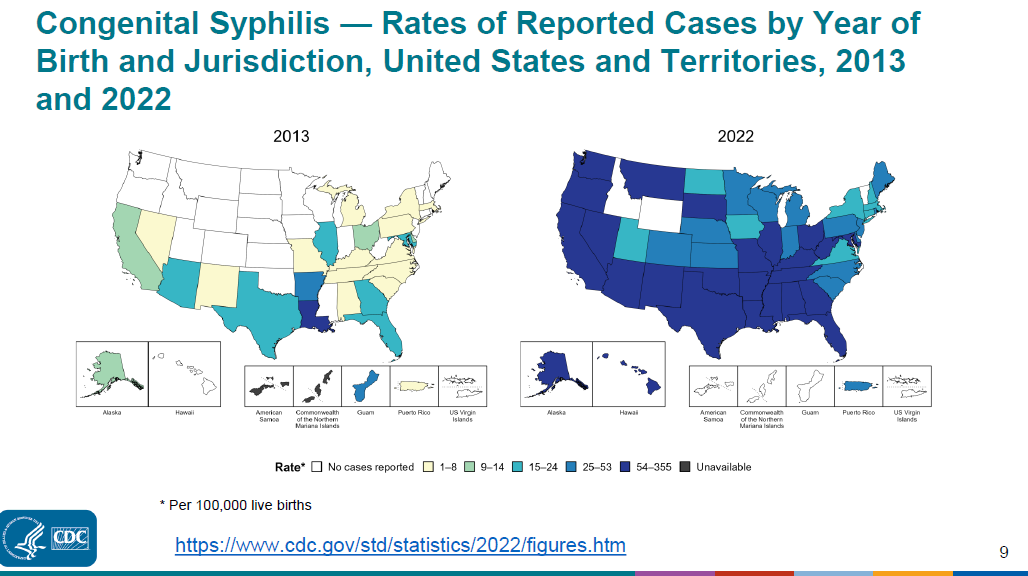 Congenital Syphilis — Rates of Reported Cases by Year of
Birth and Jurisdiction, United States and Territories, 2013
and 2022
2013
2022
Alaska
Hawaii
American
Samoa
Commonwealth
of the Northern
Mariana Islands
Guam
Puerto Rico
US Virgin
Islands
Alaska
Hawaii
American
Samoa
Commonwealth
of the Northern
Mariana Islands
Guam
Puerto Rico
US Virgin
Islands
Rate* No cases reported 1–8 9–14 15–24 25–53 54–355 Unavailable
* Per 100,000 live births
CDC
https://www.cdc.gov/std/statistics/2022/figures.htm
9